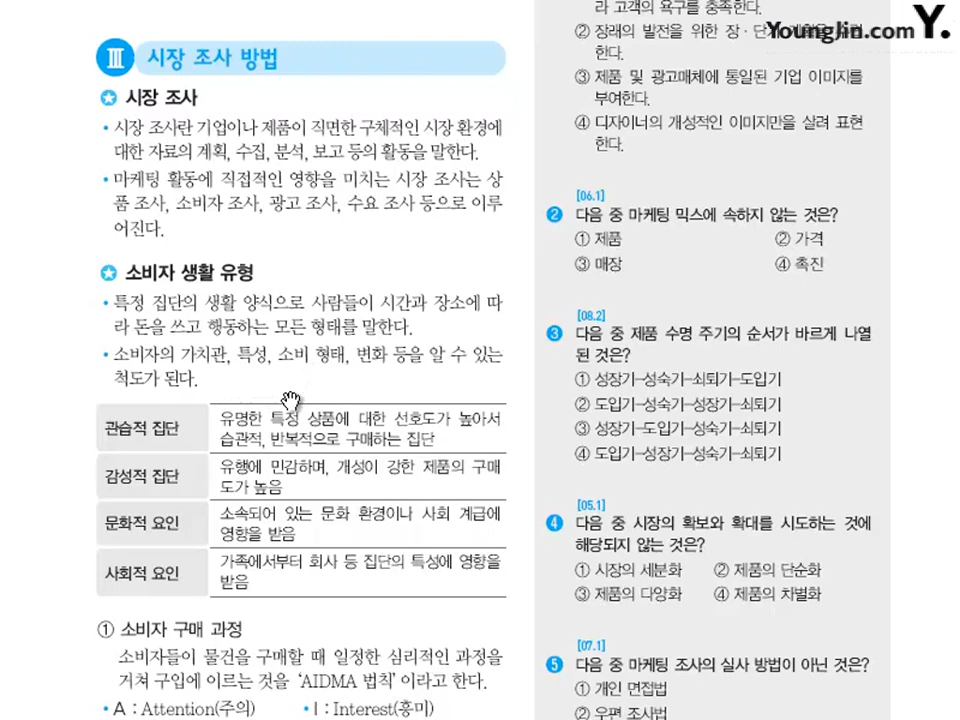 Ⅲ 시장 조사 방법
시장 조사
• 시장 조사란 기업이나 제품이 직면한 구체적인 시장 환경에
대한 자료의 계획, 수집, 분석, 보고 등의 활동을 말한다.
• 마케팅 활동에 직접적인 영향을 미치는 시장 조사는 상
품 조사, 소비자 조사, 광고 조사, 수요 조사 등으로 이루
어진다.
소비자 생활 유형
• 특정 집단의 생활 양식으로 사람들이 시간과 장소에 따
라 돈을 쓰고 행동하는 모든 형태를 말한다.
• 소비자의 가치관, 특성, 소비 형태, 변화 등을 알 수 있는
척도가 된다.
관습적 집단
유명한 특정 상품에 대한 선호도가 높아서
습관적, 반복적으로 구매하는 집단
감성적 집단
유행에 민감하며, 개성이 강한 제품의 구매
도가 높음
문화적 요인
소속되어 있는 문화 환경이나 사회 계급에
영향을 받음
사회적 요인
가족에서부터 회사 등 집단의 특성에 영향을
받음
① 소비자 구매 과정
소비자들이 물건을 구매할 때 일정한 심리적인 과정을
거쳐 구입에 이르는 것을 ‘AIDMA 법칙’이라고 한다.
• A : Attention(주의) • I : Interest(흥미)
라 고객의 욕구를 충족한다.
② 장래의 발전을 위한 장·단
한다.
③ 제품 및 광고매체에 통일된 기업 이미지를
부여한다.
④ 디자이너의 개성적인 이미지만을 살려 표현
한다.
Younglin.com Y.
[06.1]
2 다음 중 마케팅 믹스에 속하지 않는 것은?
① 제품 ② 가격
③ 매장 ④ 촉진
[08.2]
3 다음 중 제품 수명 주기의 순서가 바르게 나열
된 것은?
① 성장기–성숙기–쇠퇴기–도입기
② 도입기–성숙기–성장기–쇠퇴기
③ 성장기–도입기–성숙기–쇠퇴기
④ 도입기–성장기–성숙기–쇠퇴기
[05.1]
4 다음 중 시장의 확보와 확대를 시도하는 것에
해당되지 않는 것은?
① 시장의 세분화 ② 제품의 단순화
③ 제품의 다양화 ④ 제품의 차별화
[07.1]
5 다음 중 마케팅 조사의 실사 방법이 아닌 것은?
① 개인 면접법
② 우편 조사법